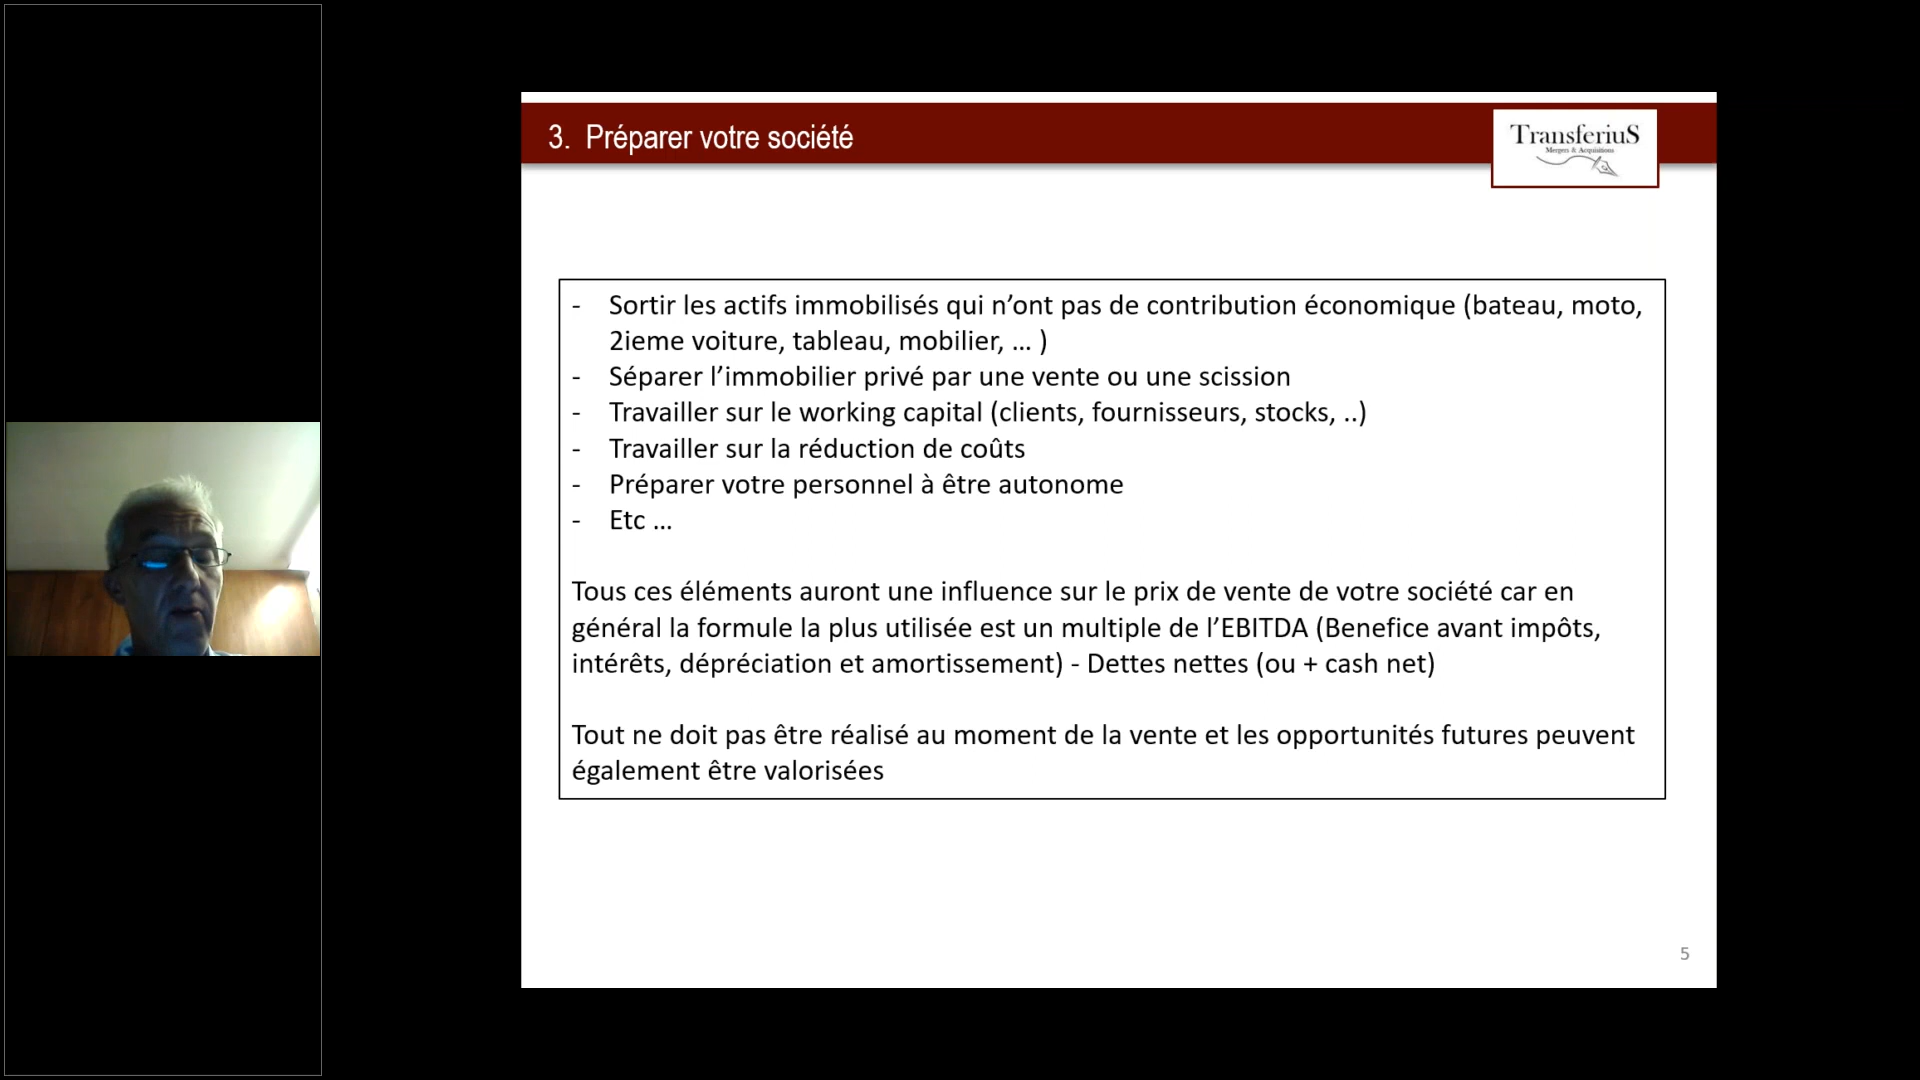 3. Préparer votre société
TransferiuS
Mergers & Acquisitions
- Sortir les actifs immobilisés qui n’ont pas de contribution économique (bateau, moto,
2ieme voiture, tableau, mobilier, … )
- Séparer l’immobilier privé par une vente ou une scission
- Travailler sur le working capital (clients, fournisseurs, stocks, ..)
- Travailler sur la réduction de coûts
- Préparer votre personnel à être autonome
- Etc …
Tous ces éléments auront une influence sur le prix de vente de votre société car en
général la formule la plus utilisée est un multiple de l’EBITDA (Benefice avant impôts,
intérêts, dépréciation et amortissement) - Dettes nettes (ou + cash net)
Tout ne doit pas être réalisé au moment de la vente et les opportunités futures peuvent
également être valorisées
5